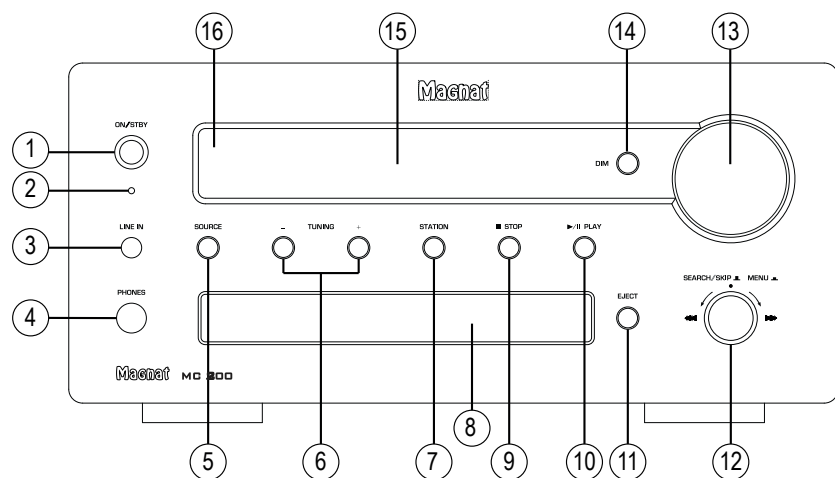 16 15 14 13
Magnat
ON/STBY
1
DIM
2
LINE IN SOURCE – TUNING + STATION ■ STOP ►/II PLAY
3
SEARCH/SKIP MENU
PHONES
EJECT
4
◄◄ ►►
Magnat MC 200
8
5 6 7 9 10 11 12